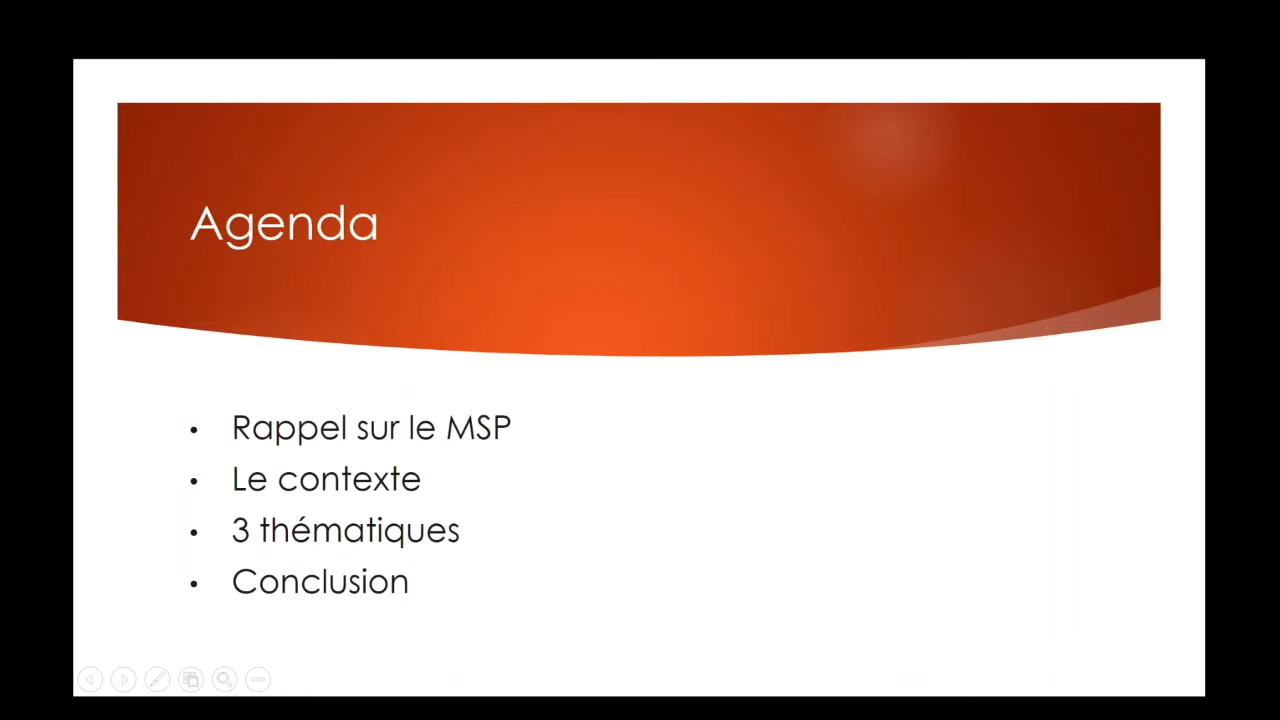 Agenda
• Rappel sur le MSP
• Le contexte
• 3 thématiques
• Conclusion